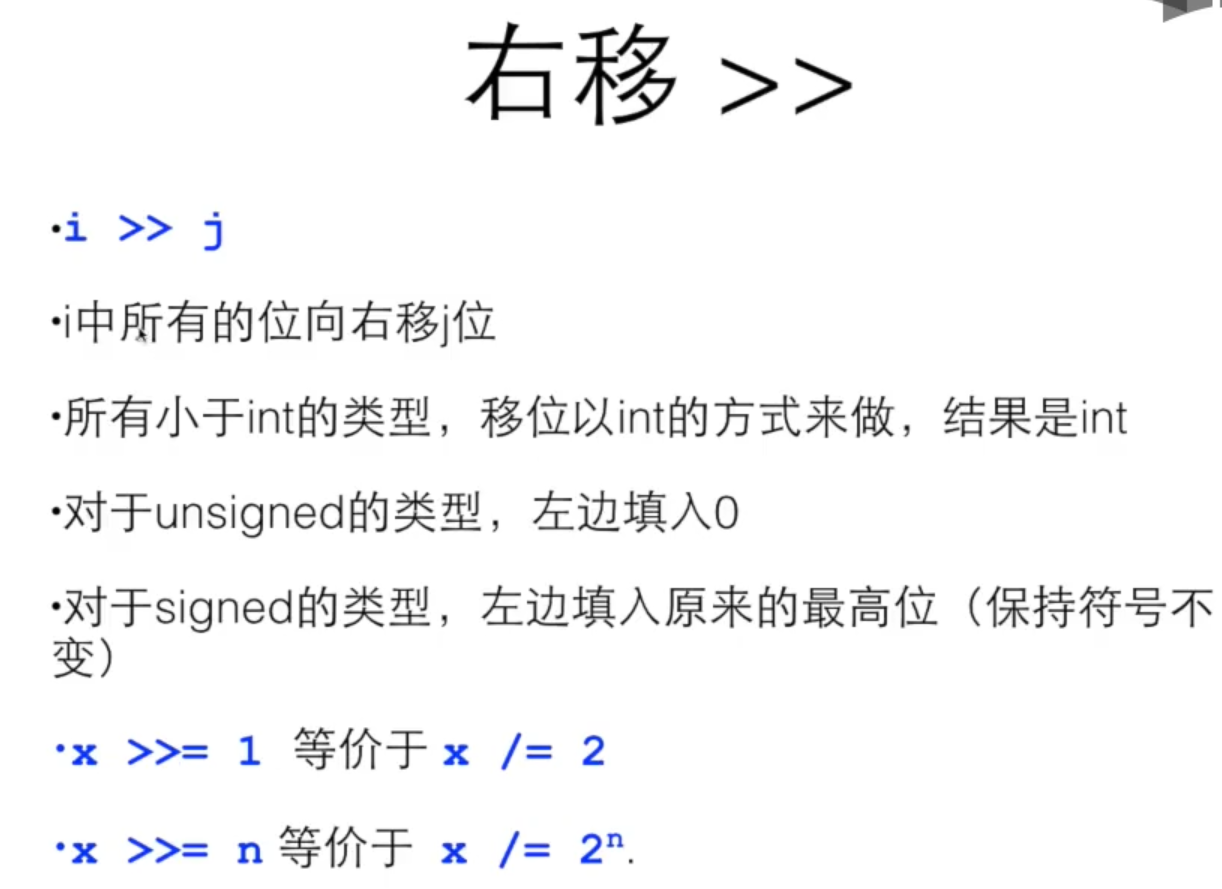 右移 >>
•i >> j
•i中所有的位向右移j位
•所有小于int的类型，移位以int的方式来做，结果是int
•对于unsigned的类型，左边填入0
•对于signed的类型，左边填入原来的最高位（保持符号不
变）
•x >>= 1 等价于 x /= 2
•x >>= n 等价于 x /= 2ⁿ.